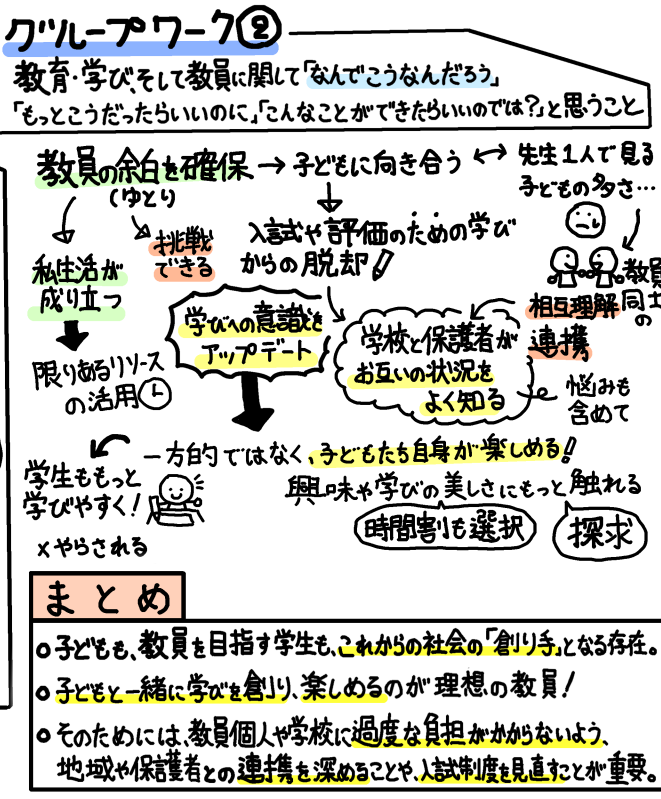 グループワーク②
教育・学び、そして教員に関して「なんでこうなんだろう」
「もっとこうだったらいいのに」「こんなことができたらいいのでは?」と思うこと
教員の余白を確保 → 子どもに向き合う ↔ 先生1人で見る
子どもの多さ…
(ゆとり
挑戦
できる
私生活が
成り立つ
限りあるリソース
の活用
入試や評価のための学び
からの脱却
教員
同士
の
相互理解
連携
学びへの意識を
アップデート
学校と保護者が
お互いの状況を
よく知る
悩みも
含めて
一方的ではなく、子どもたち自身が楽しめる!
興味や学びの美しさにもっと触れる
時間割も選択
探求
学生ももっと
学びやすく!
×やらされる
まとめ
○子どもも、教員を目指す学生も、これからの社会の「創り手」となる存在。
○子どもと一緒に学びを創り、楽しめるのが理想の教員!
○そのためには、教員個人や学校に過度な負担がかからないよう、
地域や保護者との連携を深めることや、入試制度を見直すことが重要。